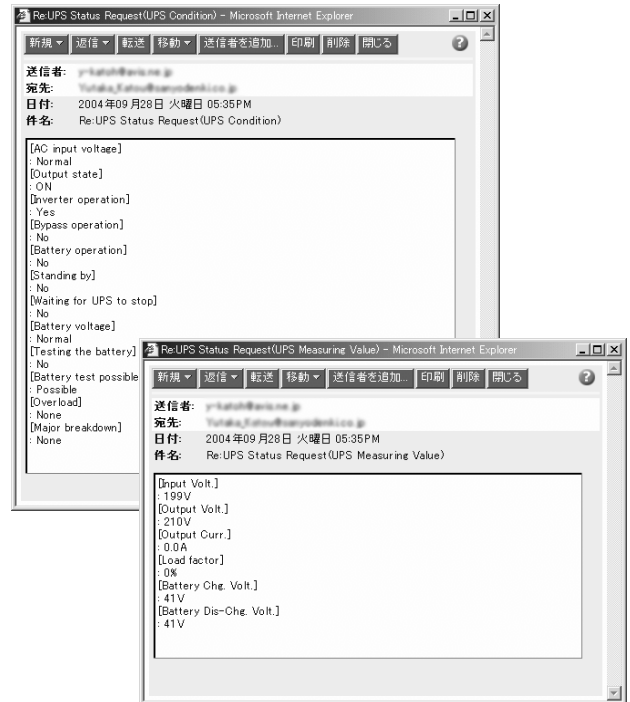 Re:UPS Status Request(UPS Condition) - Microsoft Internet Explorer
新規 返信 転送 移動 送信者を追加... 印刷 削除 閉じる
送信者:
宛先:
日付: 2004年09月28日 火曜日 05:35PM
件名: Re:UPS Status Request(UPS Condition)
[AC input voltage]
: Normal
[Output state]
: ON
[Inverter operation]
: Yes
[Bypass operation]
: No
[Battery operation]
: No
[Standing by]
: No
[Waiting for UPS to stop]
: No
[Battery voltage]
: Normal
[Testing the battery]
: No
[Battery test possible
: Possible
[Overload]
: None
[Major breakdown]
: None
Re:UPS Status Request(UPS Measuring Value) - Microsoft Internet Explorer
新規 返信 転送 移動 送信者を追加... 印刷 削除 閉じる
送信者:
宛先:
日付: 2004年09月28日 火曜日 05:35PM
件名: Re:UPS Status Request(UPS Measuring Value)
[Input Volt.]
: 199V
[Output Volt.]
: 210V
[Output Curr.]
: 0.0A
[Load factor]
: 0%
[Battery Chg. Volt.]
: 41V
[Battery Dis-Chg. Volt.]
: 41V